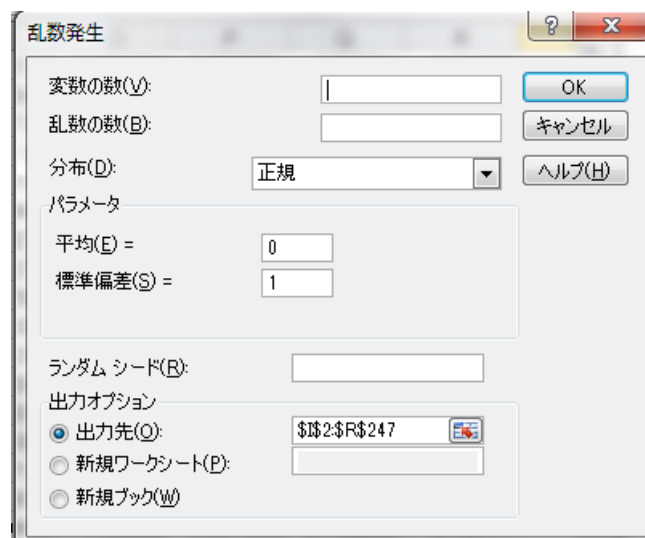 乱数発生
変数の数(V):
OK
乱数の数(B):
キャンセル
分布(D):
正規
ヘルプ(H)
パラメータ
平均(E) =
0
標準偏差(S) =
1
ランダム シード(R):
出力オプション
出力先(O):
$I$2:$R$247
新規ワークシート(P):
新規ブック(W)